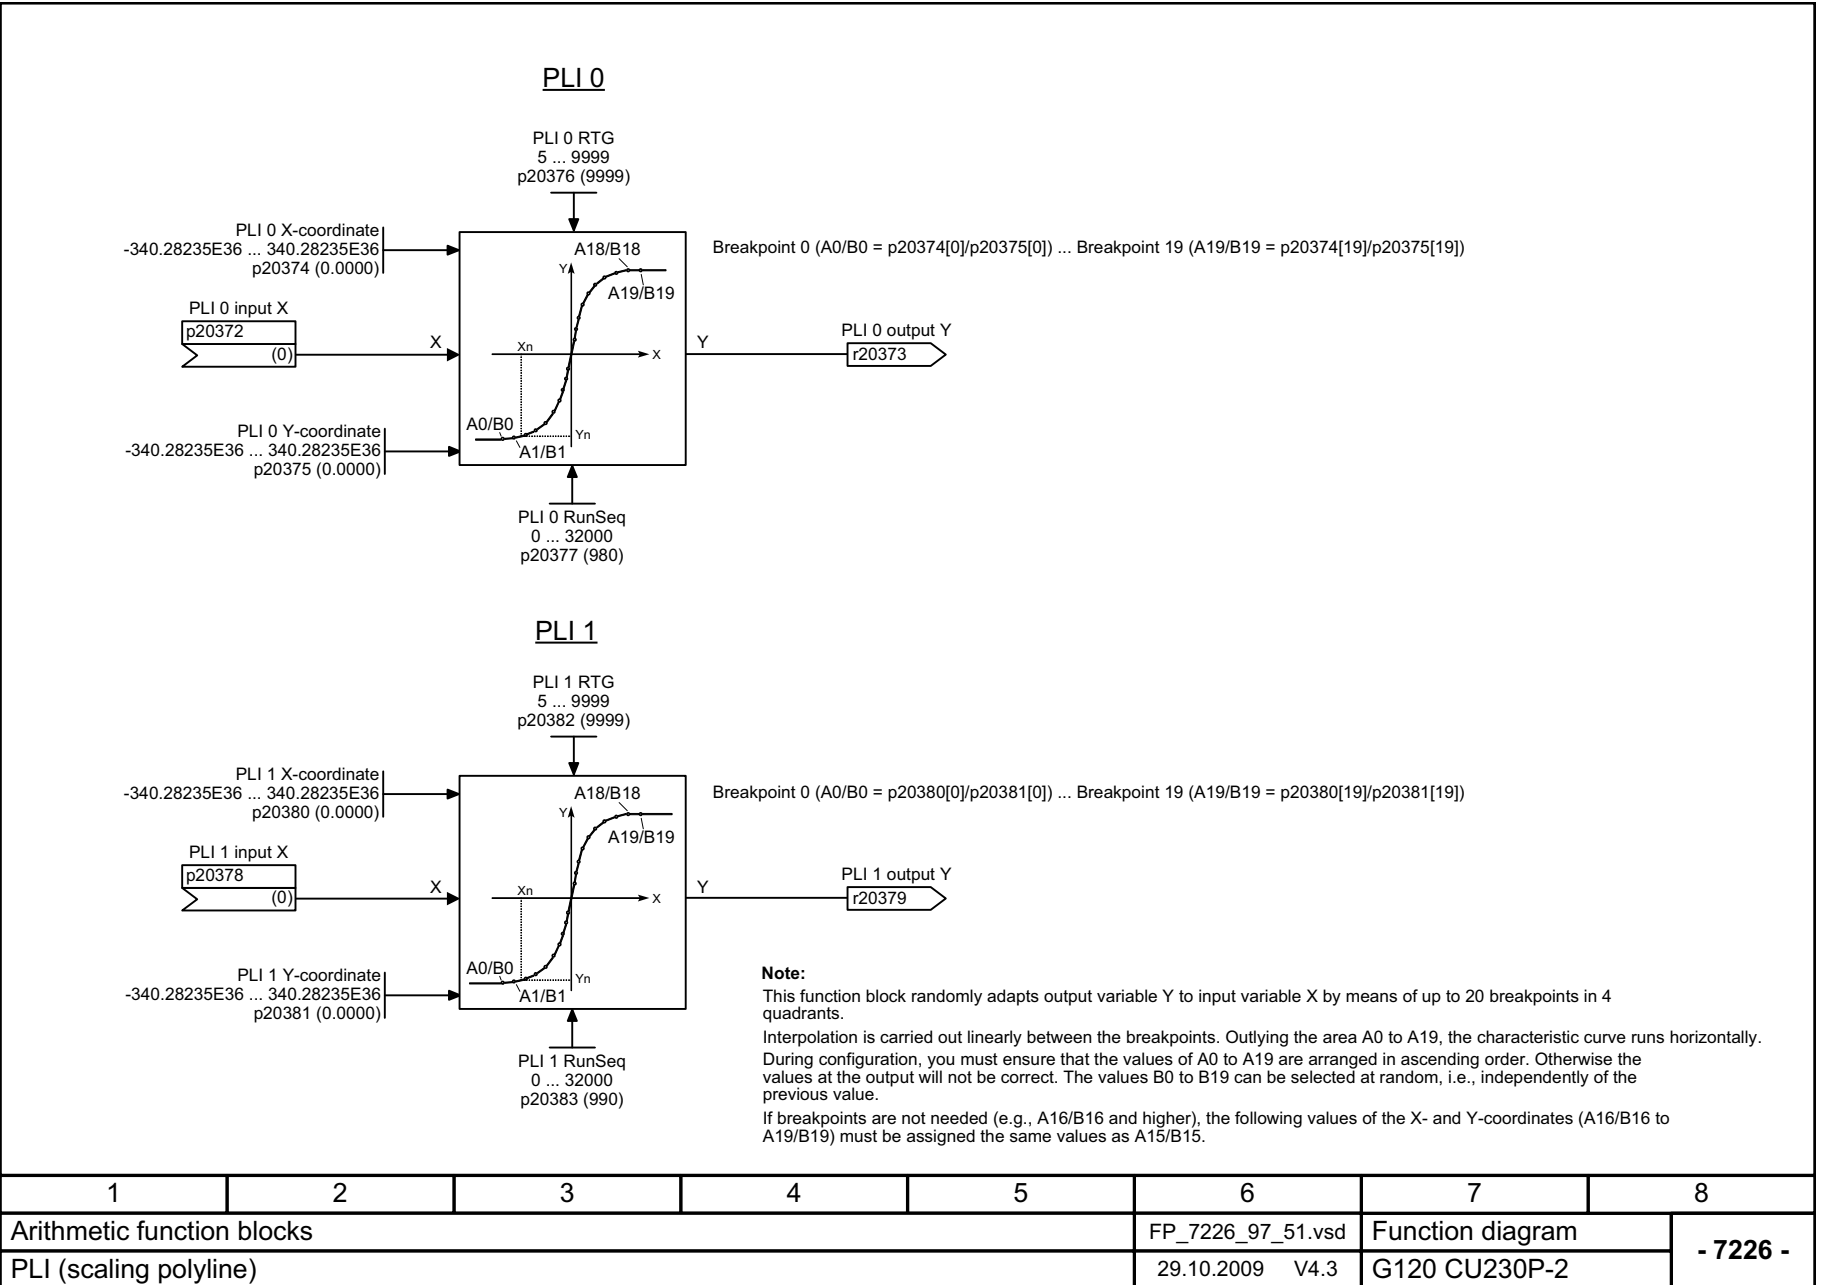 PLI 0
PLI 0 RTG
5 ... 9999
p20376 (9999)
PLI 0 X-coordinate
-340.28235E36 ... 340.28235E36
p20374 (0.0000)
A18/B18
Y
A19/B19
Breakpoint 0 (A0/B0 = p20374[0]/p20375[0]) ... Breakpoint 19 (A19/B19 = p20374[19]/p20375[19])
PLI 0 input X
p20372
(0)
X
Xn
X
Y
PLI 0 output Y
r20373
PLI 0 Y-coordinate
-340.28235E36 ... 340.28235E36
p20375 (0.0000)
A0/B0
Yn
A1/B1
PLI 0 RunSeq
0 ... 32000
p20377 (980)
PLI 1
PLI 1 RTG
5 ... 9999
p20382 (9999)
PLI 1 X-coordinate
-340.28235E36 ... 340.28235E36
p20380 (0.0000)
A18/B18
Y
A19/B19
Breakpoint 0 (A0/B0 = p20380[0]/p20381[0]) ... Breakpoint 19 (A19/B19 = p20380[19]/p20381[19])
PLI 1 input X
p20378
(0)
X
Xn
X
Y
PLI 1 output Y
r20379
PLI 1 Y-coordinate
-340.28235E36 ... 340.28235E36
p20381 (0.0000)
A0/B0
Yn
A1/B1
PLI 1 RunSeq
0 ... 32000
p20383 (990)
Note:
This function block randomly adapts output variable Y to input variable X by means of up to 20 breakpoints in 4
quadrants.
Interpolation is carried out linearly between the breakpoints. Outlying the area A0 to A19, the characteristic curve runs horizontally.
During configuration, you must ensure that the values of A0 to A19 are arranged in ascending order. Otherwise the
values at the output will not be correct. The values B0 to B19 can be selected at random, i.e., independently of the
previous value.
If breakpoints are not needed (e.g., A16/B16 and higher), the following values of the X- and Y-coordinates (A16/B16 to
A19/B19) must be assigned the same values as A15/B15.
1 2 3 4 5 6 7 8
Arithmetic function blocks
FP_7226_97_51.vsd
Function diagram
- 7226 -
PLI (scaling polyline)
29.10.2009 V4.3
G120 CU230P-2